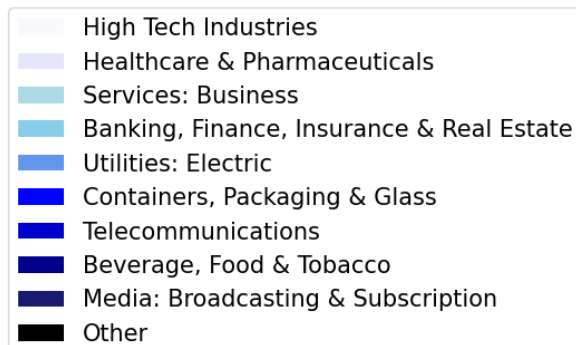 High Tech Industries
Healthcare & Pharmaceuticals
Services: Business
Banking, Finance, Insurance & Real Estate
Utilities: Electric
Containers, Packaging & Glass
Telecommunications
Beverage, Food & Tobacco
Media: Broadcasting & Subscription
Other